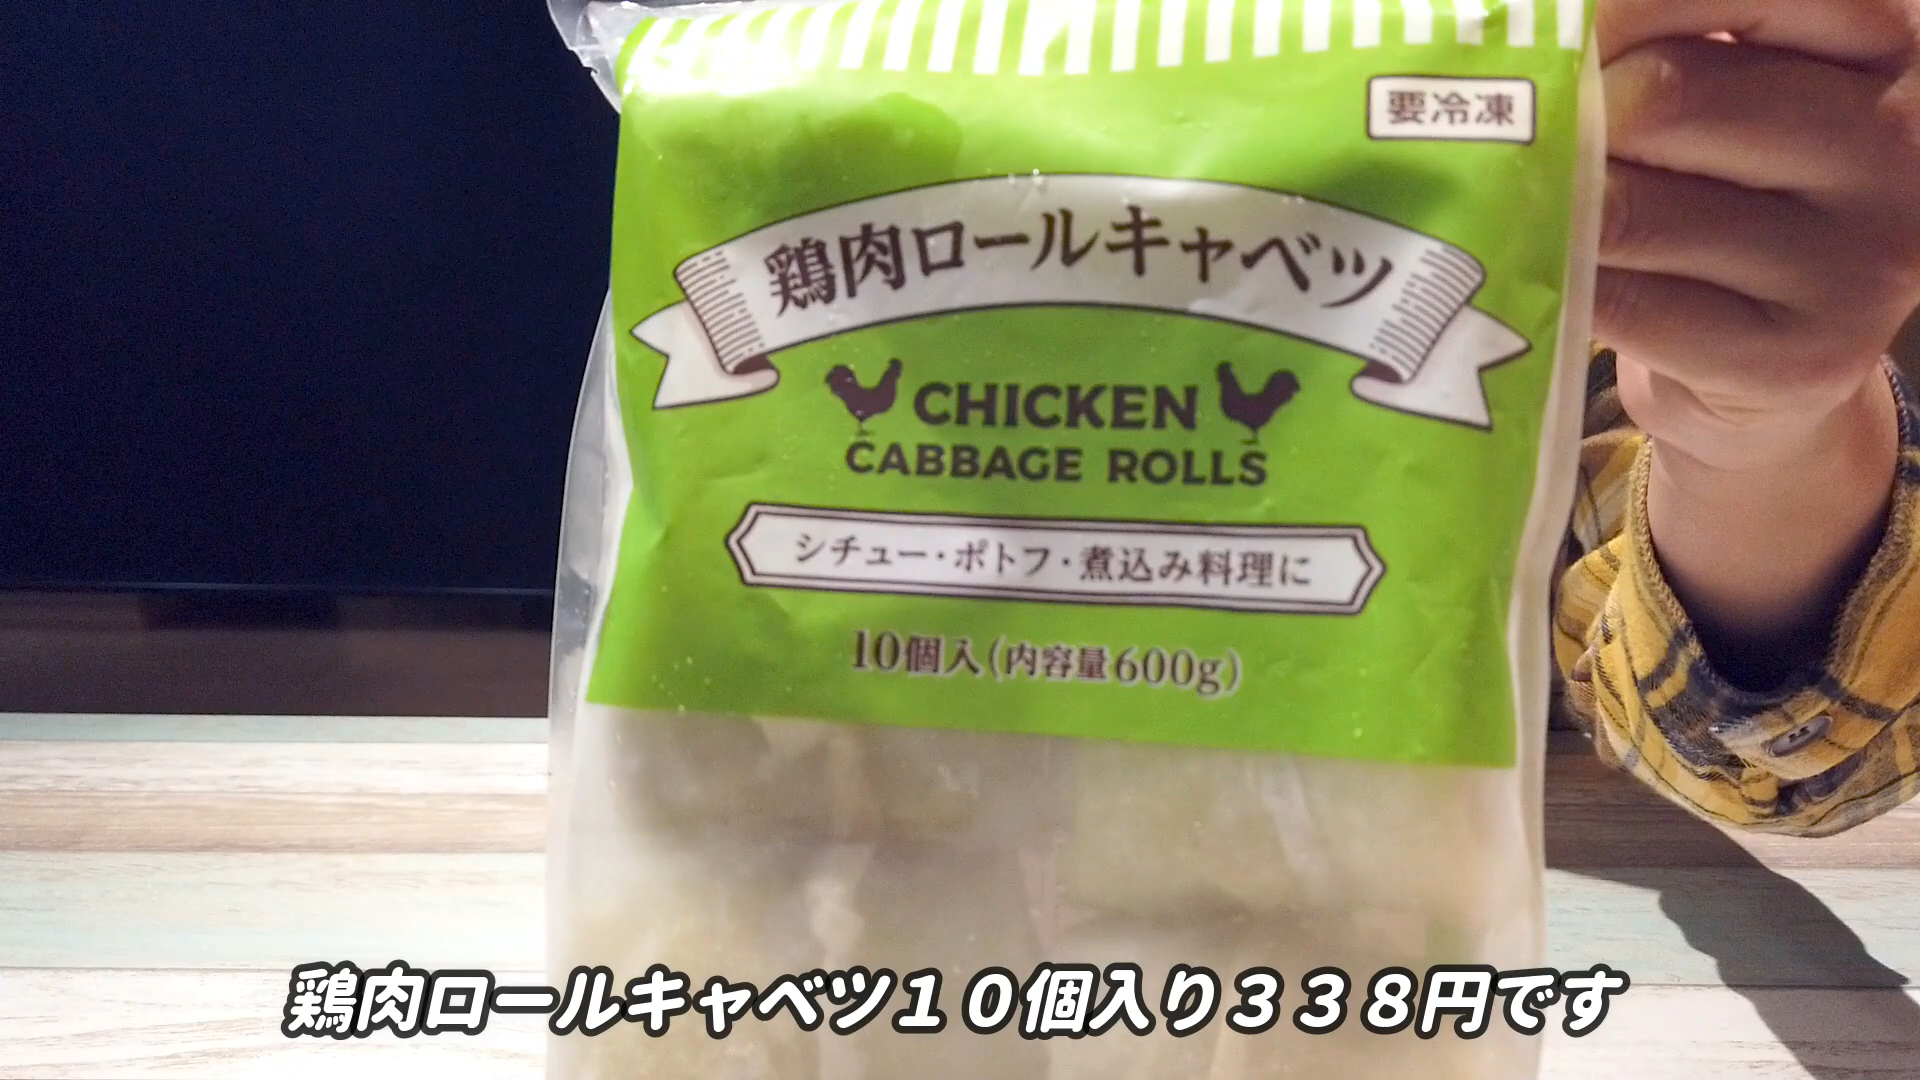 要冷凍
鶏肉ロールキャベツ
CHICKEN
CABBAGE ROLLS
シチュー・ポトフ・煮込み料理に
10個入(内容量600g)
鶏肉ロールキャベツ１０個入り３３８円です